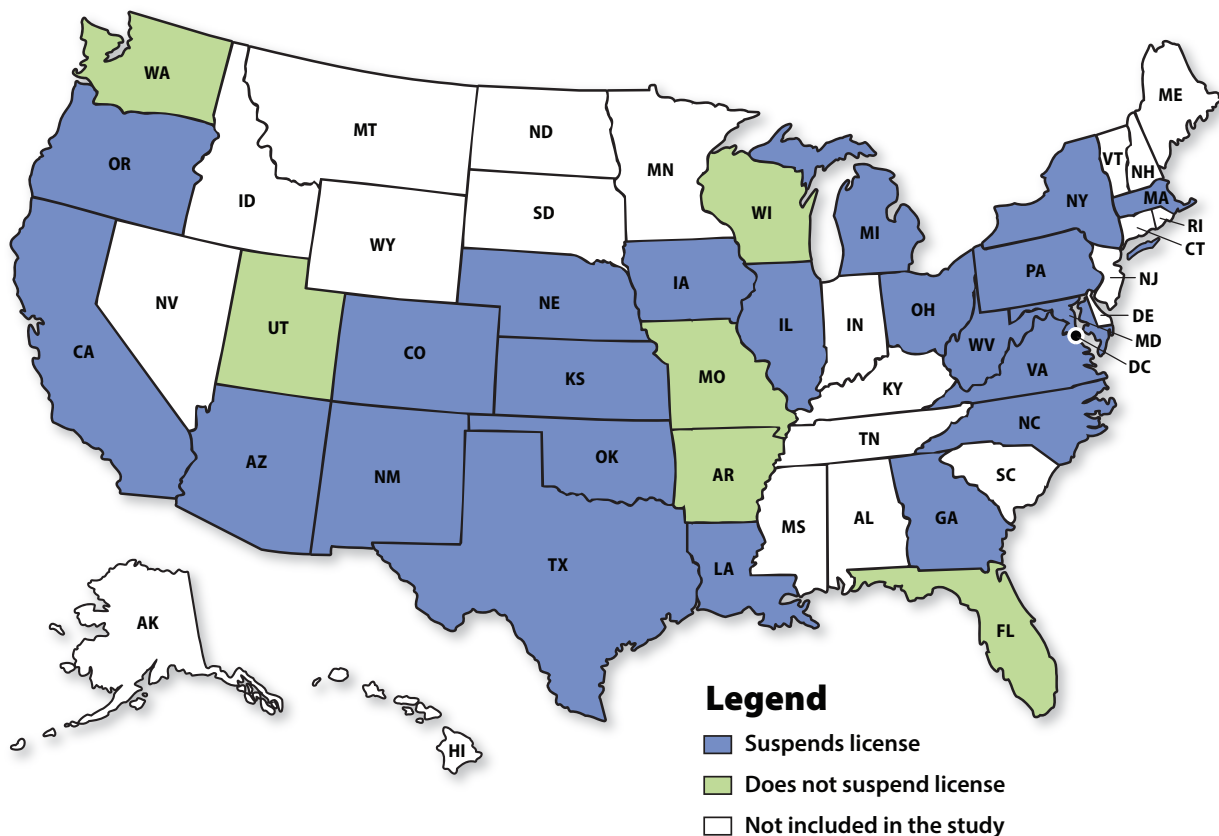 WA
OR
CA
ID
NV
MT
WY
UT
AZ
CO
NM
ND
SD
NE
KS
OK
TX
MN
IA
MO
AR
LA
WI
IL
MI
IN
OH
KY
TN
MS
AL
GA
FL
SC
NC
VA
WV
PA
NY
VT
NH
ME
MA
RI
CT
NJ
DE
MD
DC
AK
HI
Legend
Suspends license
Does not suspend license
Not included in the study